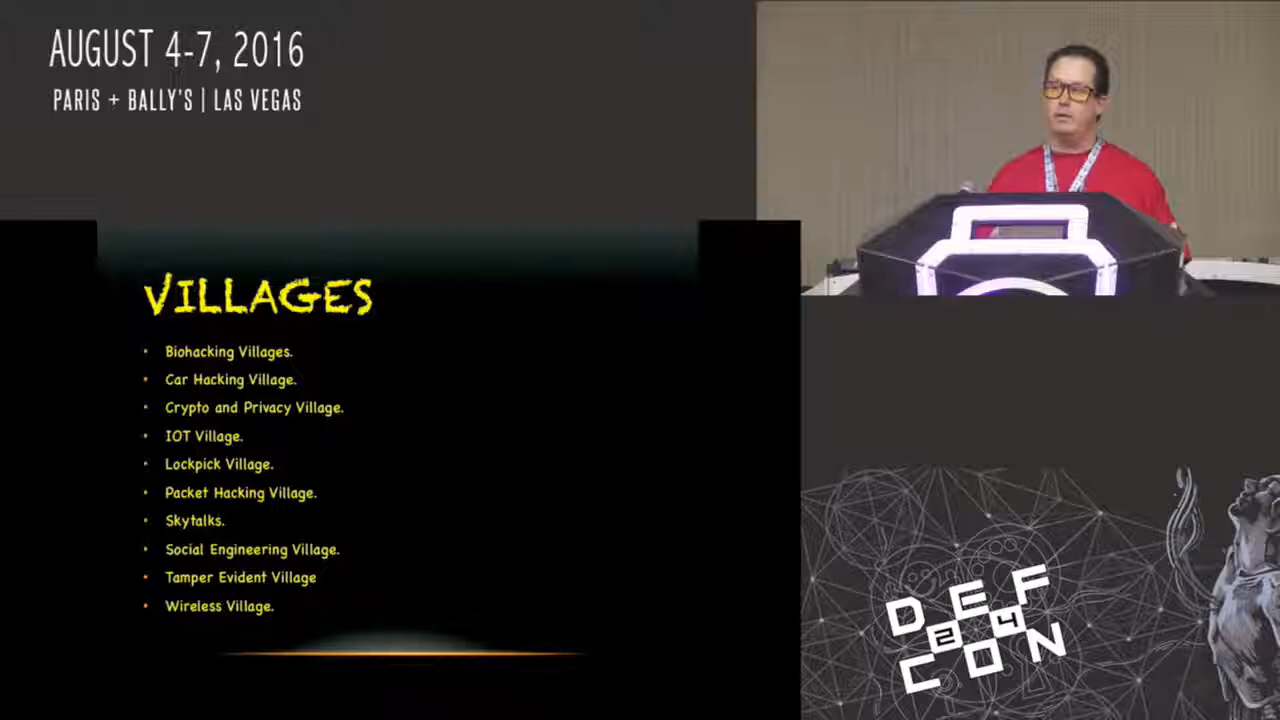 AUGUST 4-7, 2016
PARIS + BALLY'S | LAS VEGAS
VILLAGES
• Biohacking Villages.
• Car Hacking Village.
• Crypto and Privacy Village.
• IOT Village.
• Lockpick Village.
• Packet Hacking Village.
• Skytalks.
• Social Engineering Village.
• Tamper Evident Village
• Wireless Village.
DEF
24
CON